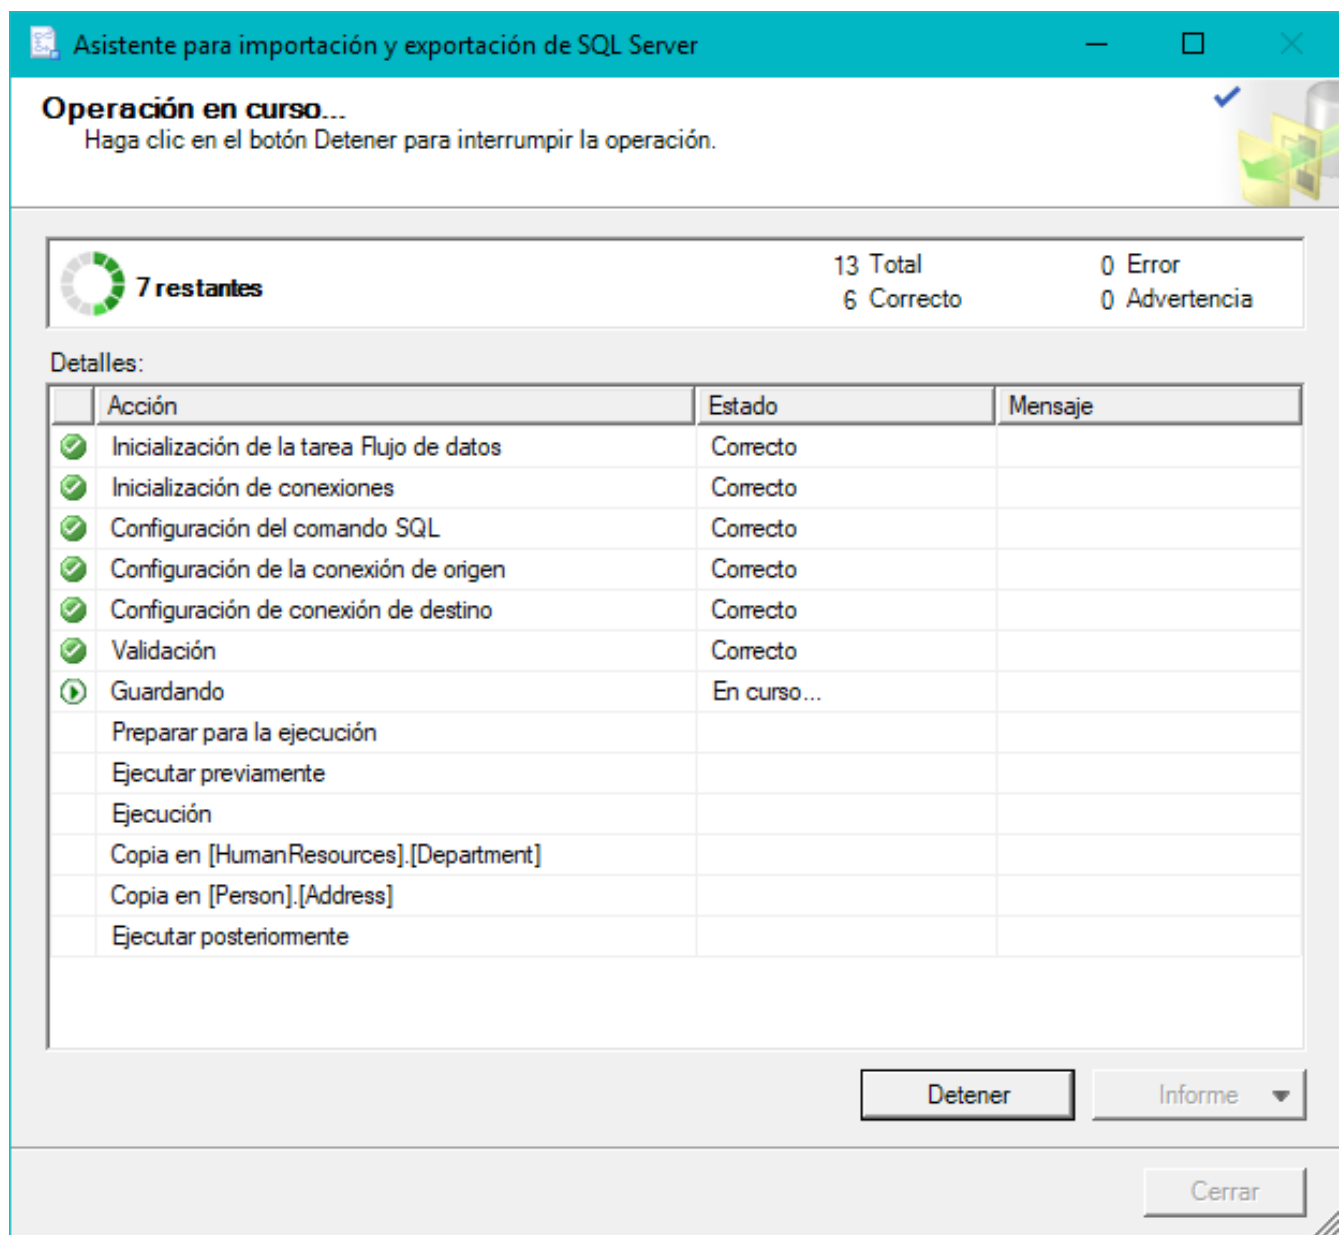 Asistente para importación y exportación de SQL Server
Operación en curso...
Haga clic en el botón Detener para interrumpir la operación.
7 restantes
13 Total
0 Error
6 Correcto
0 Advertencia
Detalles:
Acción Estado Mensaje
Inicialización de la tarea Flujo de datos Correcto
Inicialización de conexiones Correcto
Configuración del comando SQL Correcto
Configuración de la conexión de origen Correcto
Configuración de conexión de destino Correcto
Validación Correcto
Guardando En curso...
Preparar para la ejecución
Ejecutar previamente
Ejecución
Copia en [HumanResources].[Department]
Copia en [Person].[Address]
Ejecutar posteriormente
Detener Informe
Cerrar